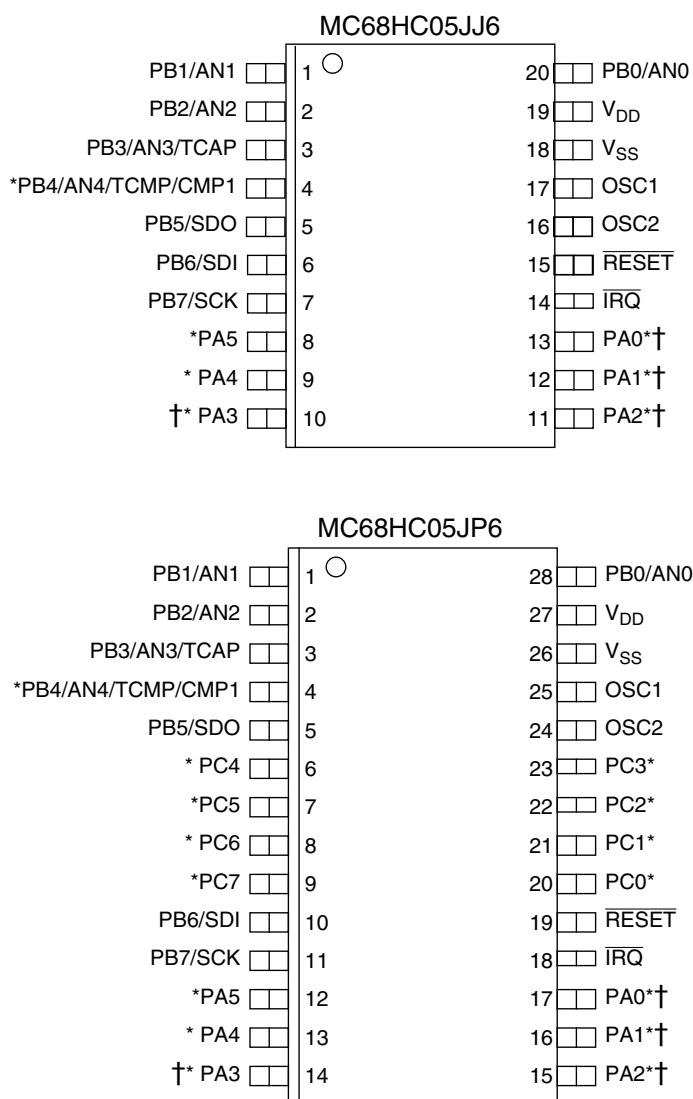 MC68HC05JJ6
PB1/AN1 1 20 PB0/AN0
PB2/AN2 2 19 VDD
PB3/AN3/TCAP 3 18 VSS
*PB4/AN4/TCMP/CMP1 4 17 OSC1
PB5/SDO 5 16 OSC2
PB6/SDI 6 15 RESET
PB7/SCK 7 14 IRQ
*PA5 8 13 PA0*†
* PA4 9 12 PA1*†
†* PA3 10 11 PA2*†
MC68HC05JP6
PB1/AN1 1 28 PB0/AN0
PB2/AN2 2 27 VDD
PB3/AN3/TCAP 3 26 VSS
*PB4/AN4/TCMP/CMP1 4 25 OSC1
PB5/SDO 5 24 OSC2
* PC4 6 23 PC3*
*PC5 7 22 PC2*
* PC6 8 21 PC1*
*PC7 9 20 PC0*
PB6/SDI 10 19 RESET
PB7/SCK 11 18 IRQ
*PA5 12 17 PA0*†
* PA4 13 16 PA1*†
†* PA3 14 15 PA2*†